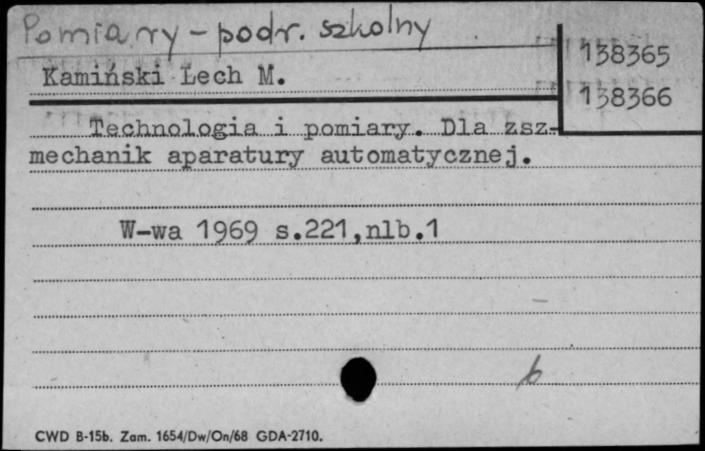 Pomiary - podr. szkolny
138365
Kamiński Lech M.
138366
Technologia i pomiary. Dla zsz-
mechanik aparatury automatycznej.
W-wa 1969 s.221,nlb.1
b
CWD B-15b. Zam. 1654/Dw/On/68 GDA-2710.